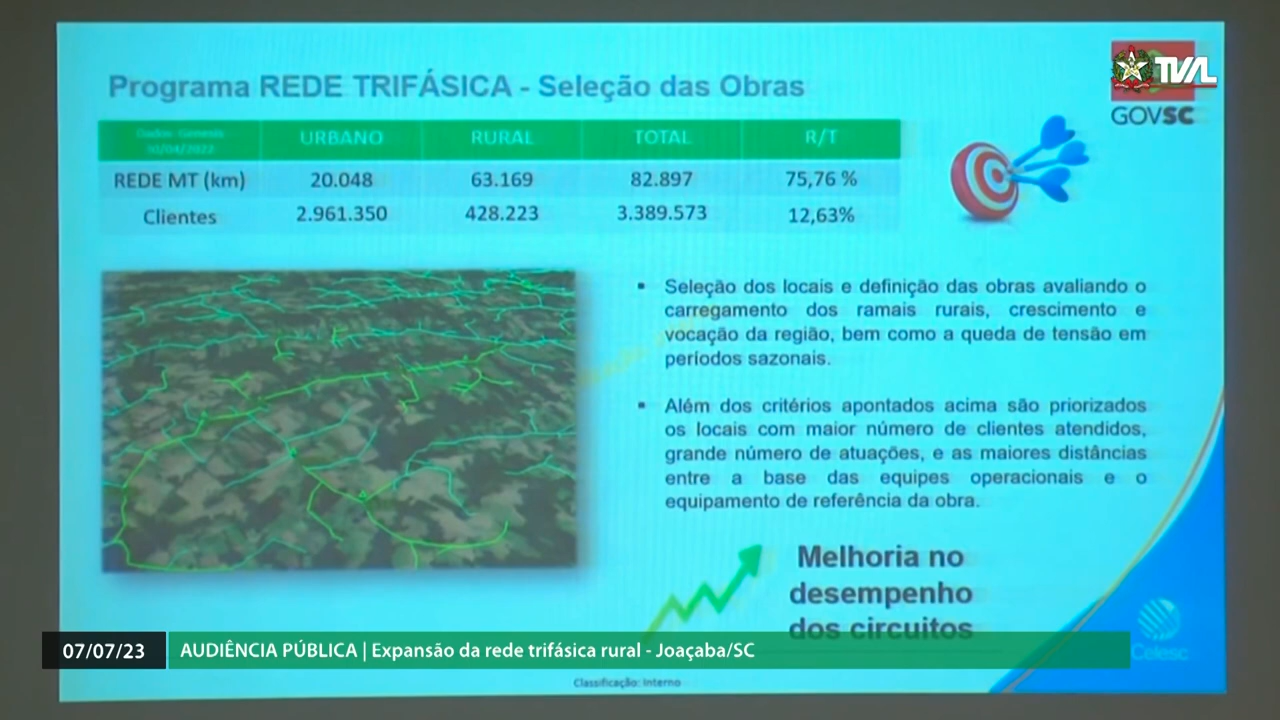 Programa REDE TRIFÁSICA - Seleção das Obras
TVAL
GOVSC
Dados: Genesis URBANO RURAL TOTAL R/T
30/04/2022
REDE MT (km) 20.048 63.169 82.897 75,76 %
Clientes 2.961.350 428.223 3.389.573 12,63%
▪ Seleção dos locais e definição das obras avaliando o
carregamento dos ramais rurais, crescimento e
vocação da região, bem como a queda de tensão em
períodos sazonais.
▪ Além dos critérios apontados acima são priorizados
os locais com maior número de clientes atendidos,
grande número de atuações, e as maiores distâncias
entre a base das equipes operacionais e o
equipamento de referência da obra.
Melhoria no
desempenho
dos circuitos
07/07/23 AUDIÊNCIA PÚBLICA | Expansão da rede trifásica rural - Joaçaba/SC
Celesc
Classificação: Interno